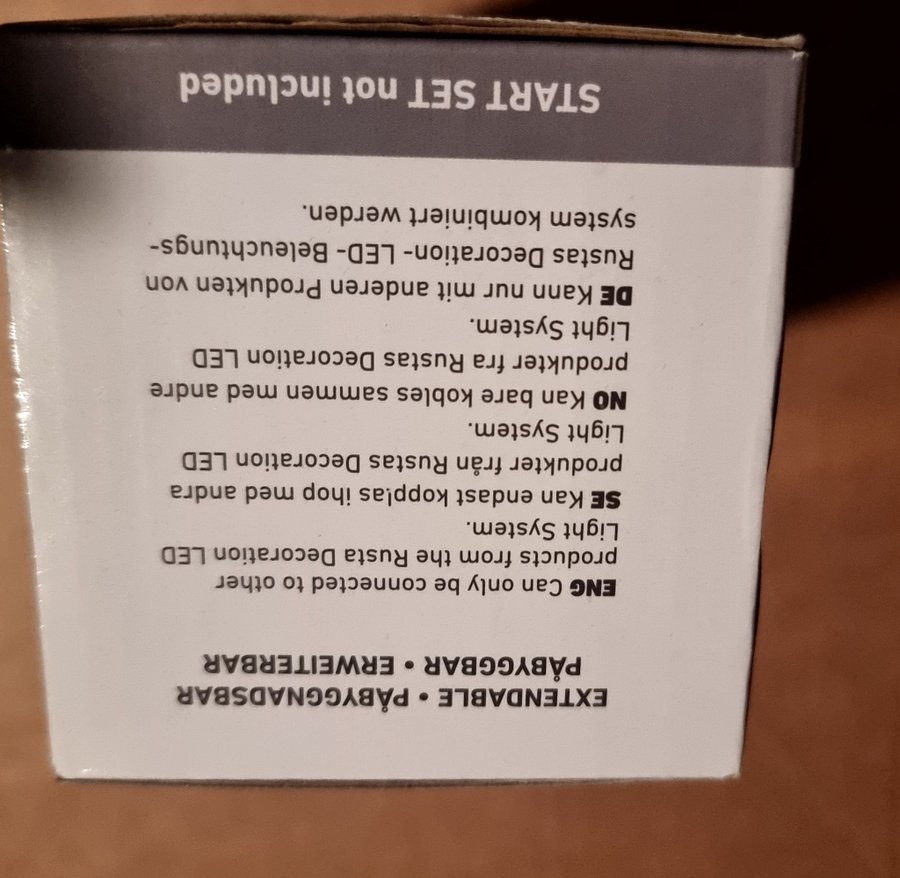 EXTENDABLE • PÅBYGGNADSBAR
PÅBYGGBAR • ERWEITERBAR
ENG Can only be connected to other
products from the Rusta Decoration LED
Light System.
SE Kan endast kopplas ihop med andra
produkter från Rustas Decoration LED
Light System.
NO Kan bare kobles sammen med andre
produkter fra Rustas Decoration LED
Light System.
DE Kann nur mit anderen Produkten von
Rustas Decoration- LED- Beleuchtungs-
system kombiniert werden.
START SET not included